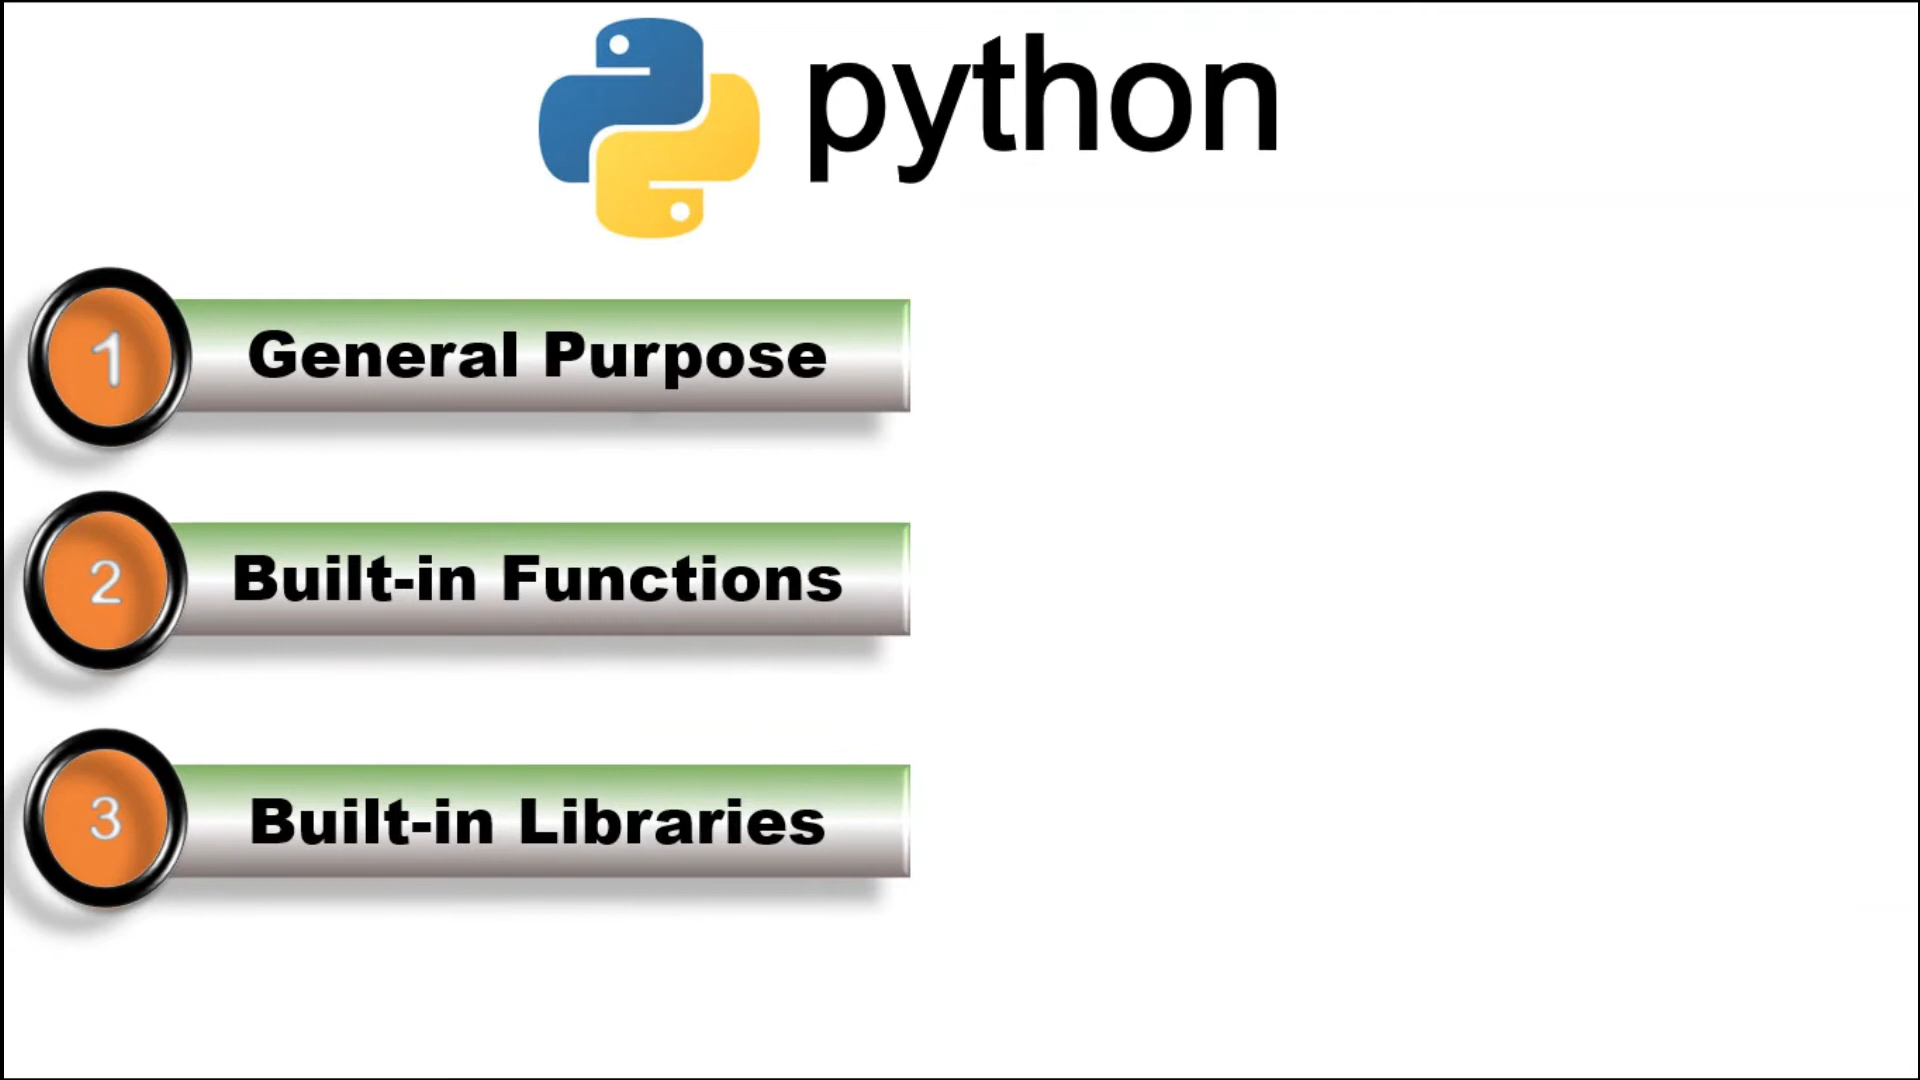 python
1 General Purpose
2 Built-in Functions
3 Built-in Libraries